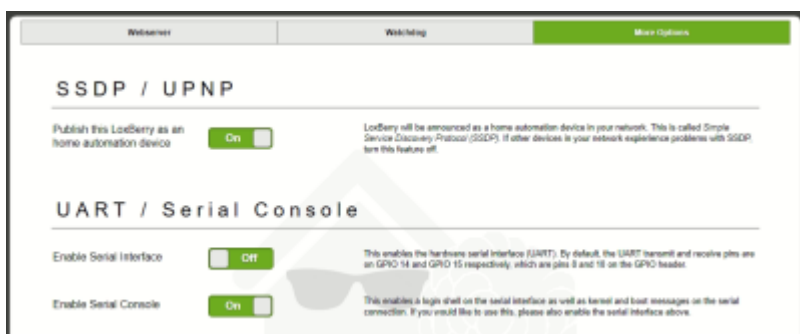 Webserver
Watchdog
More Options
SSDP / UPNP
Publish this LoxBerry as an
home automation device
On
LoxBerry will be announced as a home automation device in your network. This is called Simple
Service Discovery Protocol (SSDP). If other devices in your network experience problems with SSDP,
turn this feature off.
UART / Serial Console
Enable Serial Interface
Off
This enables the hardware serial interface (UART). By default, the UART transmit and receive pins are
on GPIO 14 and GPIO 15 respectively, which are pins 8 and 10 on the GPIO header.
Enable Serial Console
On
This enables a login shell on the serial interface as well as kernel and boot messages on the serial
connection. If you would like to use this, please also enable the serial interface above.